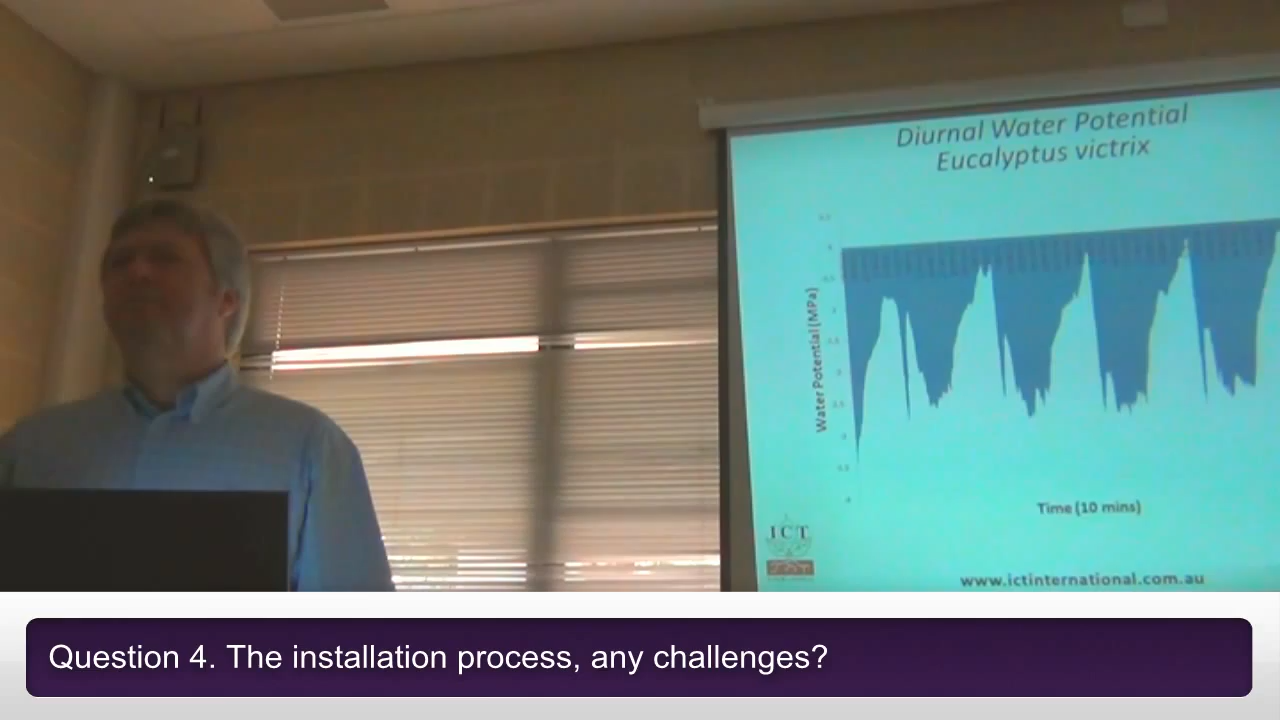 Diurnal Water Potential
Eucalyptus victrix
Water Potential (MPa)
Time (10 mins)
ICT
www.ictinternational.com.au
Question 4. The installation process, any challenges?